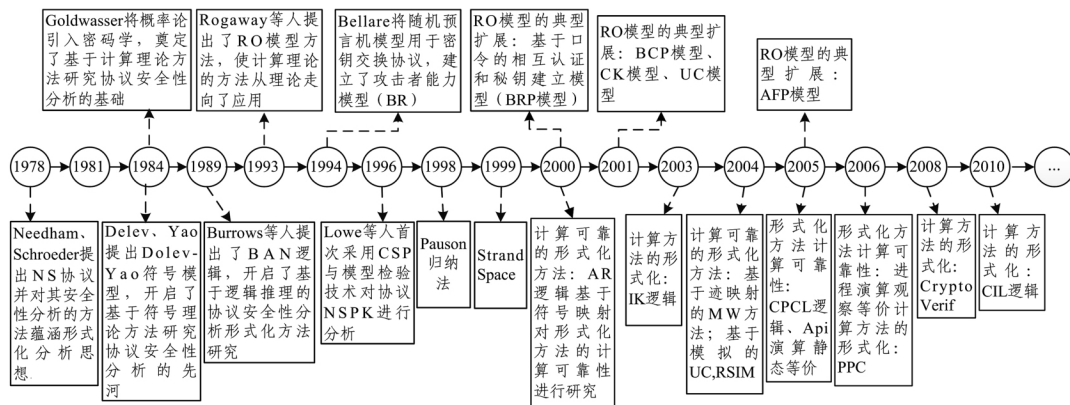 Goldwasser将概率论
引入密码学，奠定
了基于计算理论方
法研究协议安全性
分析的基础
Rogaway等人提
出了RO模型方
法，使计算理论
的方法从理论走
向了应用
Bellare将随机预
言机模型用于密
钥交换协议，建
立了攻击者能力
模型（BR）
RO模型的典型
扩展：基于口
令的相互认证
和秘钥建立模
型（BRP模型）
RO模型的典型扩
展：BCP模型、
CK模型、UC模
型
RO模型的典
型扩展：
AFP模型
1978
1981
1984
1989
1993
1994
1996
1998
1999
2000
2001
2003
2004
2005
2006
2008
2010
...
Needham、
Schroeder提
出NS协议
并对其安全
性分析的方
法蕴涵形式
化分析思
想.
Delev、Yao
提出Dolev-
Yao符号模
型，开启了
基于符号理
论方法研究
协议安全性
分析的先
河
Burrows等人提
出了BAN逻
辑，开启了基
于逻辑推理的
协议安全性分
析形式化方法
研究
Lowe等人首
次采用CSP
与模型检验
技术对协议
NSPK进行
分析
Pauson
归纳
法
Strand
Space
计算可靠
的形式化
方法：AR
逻辑基于
符号映射
对形式化
方法的计
算可靠性
进行研究
计算方
法的形
式化：
IK逻辑
计算可靠
的形式化
方法：基
于迹映射
的MW方
法；基于
模拟的
UC,RSIM
形式化
方法计
算可靠
性：
CPCL逻
辑、Api
演算静
态等价
形式化方
法计算可
靠性：进
程演算观
察等价计
算方法的
形式化：
PPC
计算方
法的形
式化：
Crypto
Verif
计算方
法的形
式化：
CIL逻辑